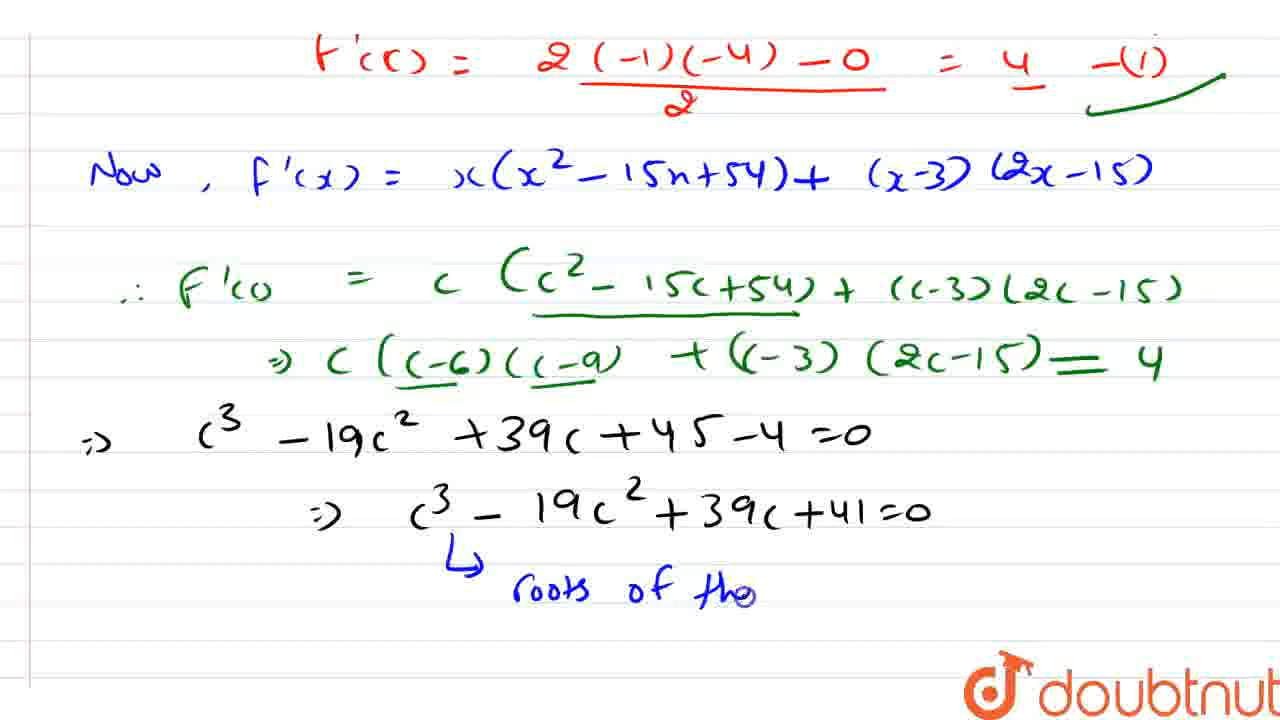 f'(c) = 2(-1)(-4) - 0 / 2 = 4 -(1)
Now, f'(x) = x(x² - 15x + 54) + (x-3)(2x-15)
∴ f'(c) = c (c² - 15c + 54) + (c-3)(2c-15)
⇒ c ((c-6)(c-9) + (c-3)(2c-15) = 4
⇒ c³ - 19c² + 39c + 45 - 4 = 0
⇒ c³ - 19c² + 39c + 41 = 0
↳ roots of the
doubtnut